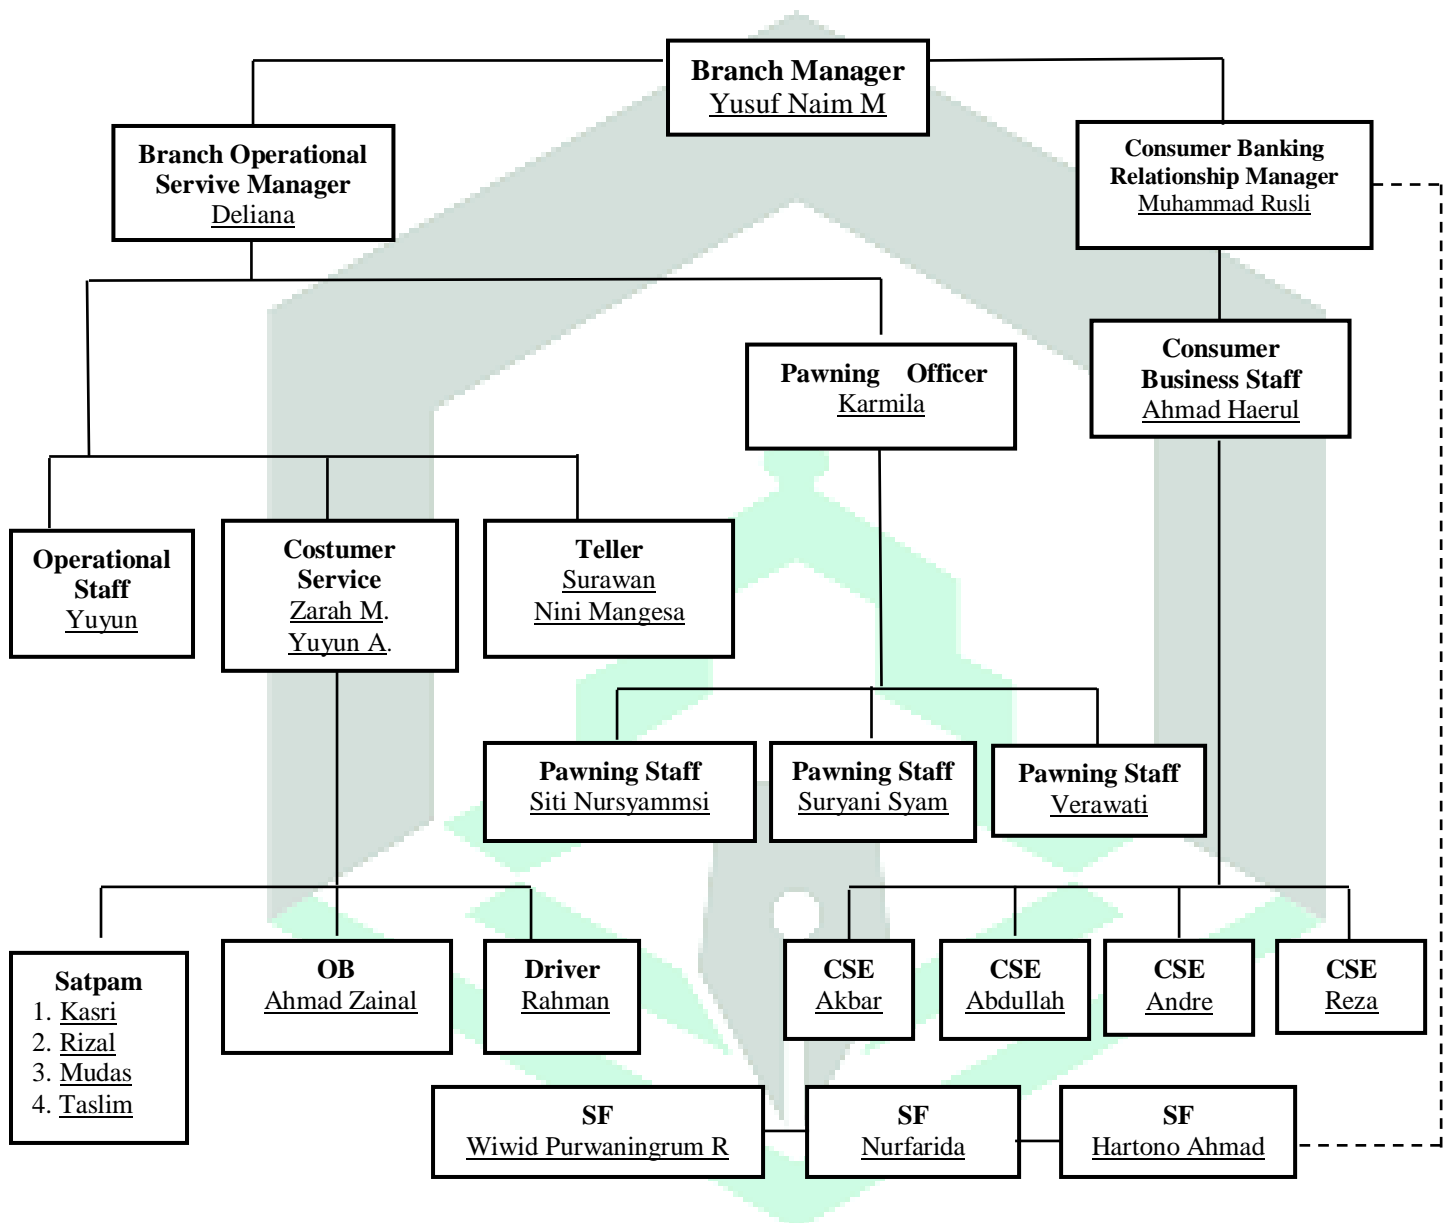 Branch Manager
Yusuf Naim M
Branch Operational
Servive Manager
Deliana
Consumer Banking
Relationship Manager
Muhammad Rusli
Pawning Officer
Karmila
Consumer
Business Staff
Ahmad Haerul
Operational
Staff
Yuyun
Costumer
Service
Zarah M.
Yuyun A.
Teller
Surawan
Nini Mangesa
Pawning Staff
Siti Nursyammsi
Pawning Staff
Suryani Syam
Pawning Staff
Verawati
Satpam
1. Kasri
2. Rizal
3. Mudas
4. Taslim
OB
Ahmad Zainal
Driver
Rahman
CSE
Akbar
CSE
Abdullah
CSE
Andre
CSE
Reza
SF
Wiwid Purwaningrum R
SF
Nurfarida
SF
Hartono Ahmad